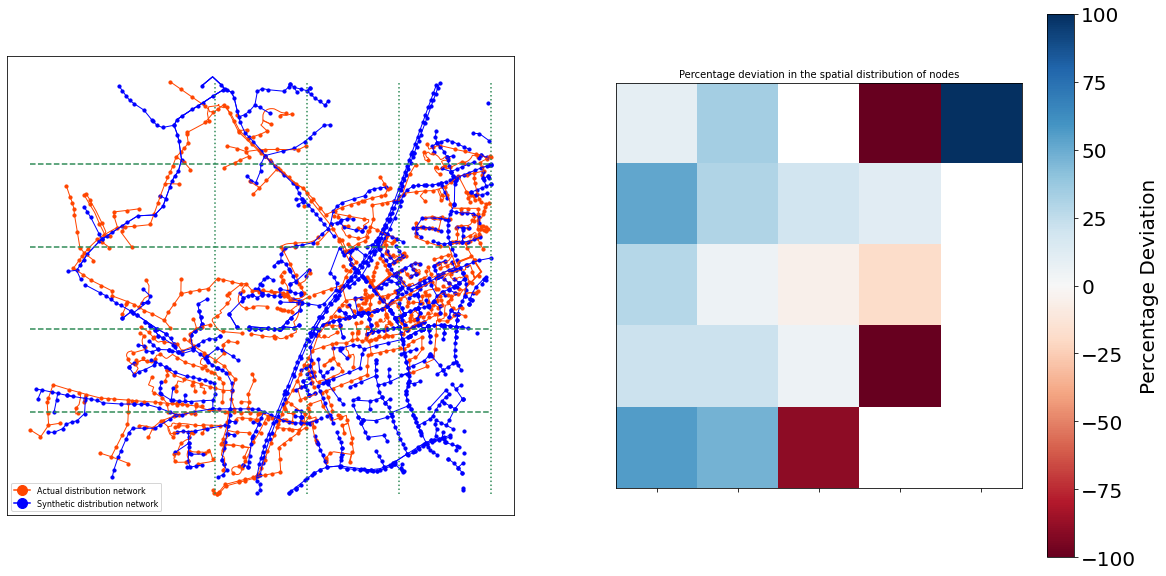 Actual distribution network
Synthetic distribution network
Percentage deviation in the spatial distribution of nodes
100
75
50
25
0
−25
−50
−75
−100
Percentage Deviation